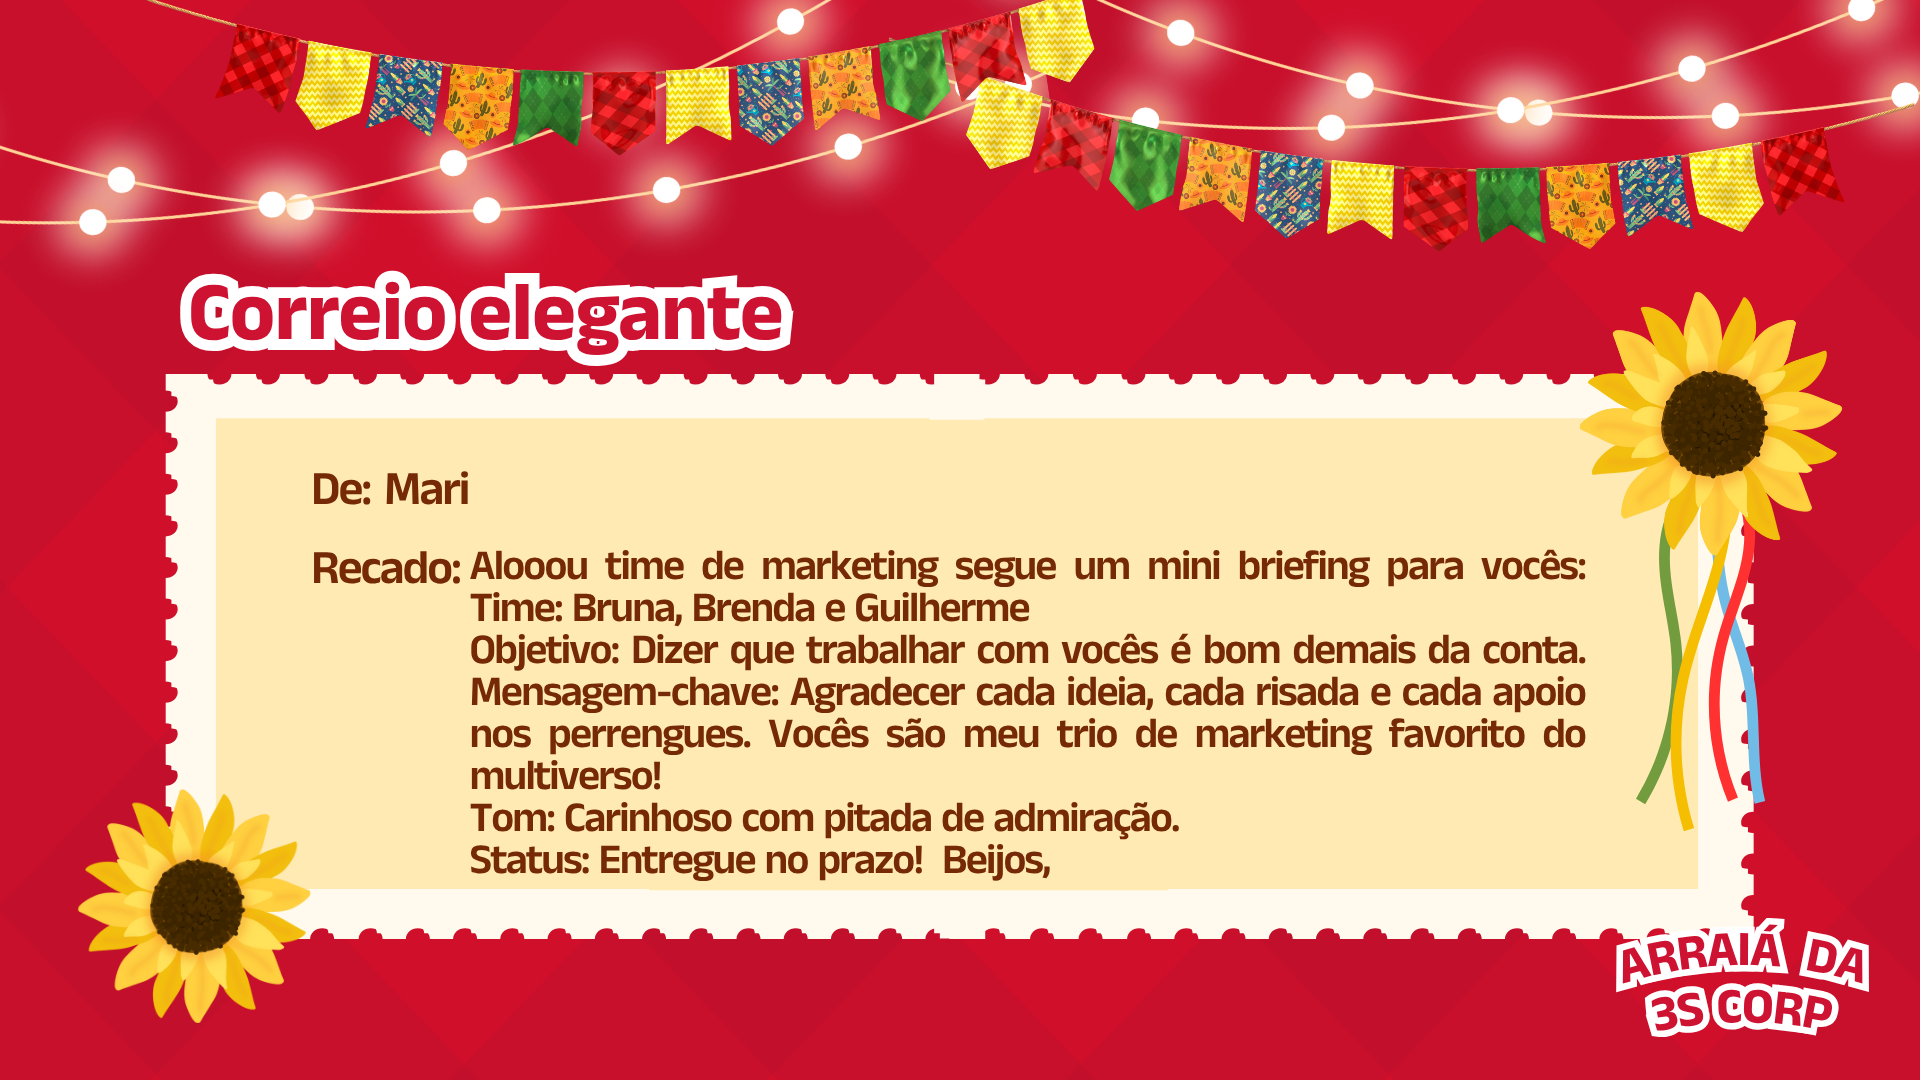 Correio elegante
De: Mari
Recado: Alooou time de marketing segue um mini briefing para vocês:
Time: Bruna, Brenda e Guilherme
Objetivo: Dizer que trabalhar com vocês é bom demais da conta.
Mensagem-chave: Agradecer cada ideia, cada risada e cada apoio
nos perrengues. Vocês são meu trio de marketing favorito do
multiverso!
Tom: Carinhoso com pitada de admiração.
Status: Entregue no prazo!  Beijos,
ARRAIÁ DA
3S CORP